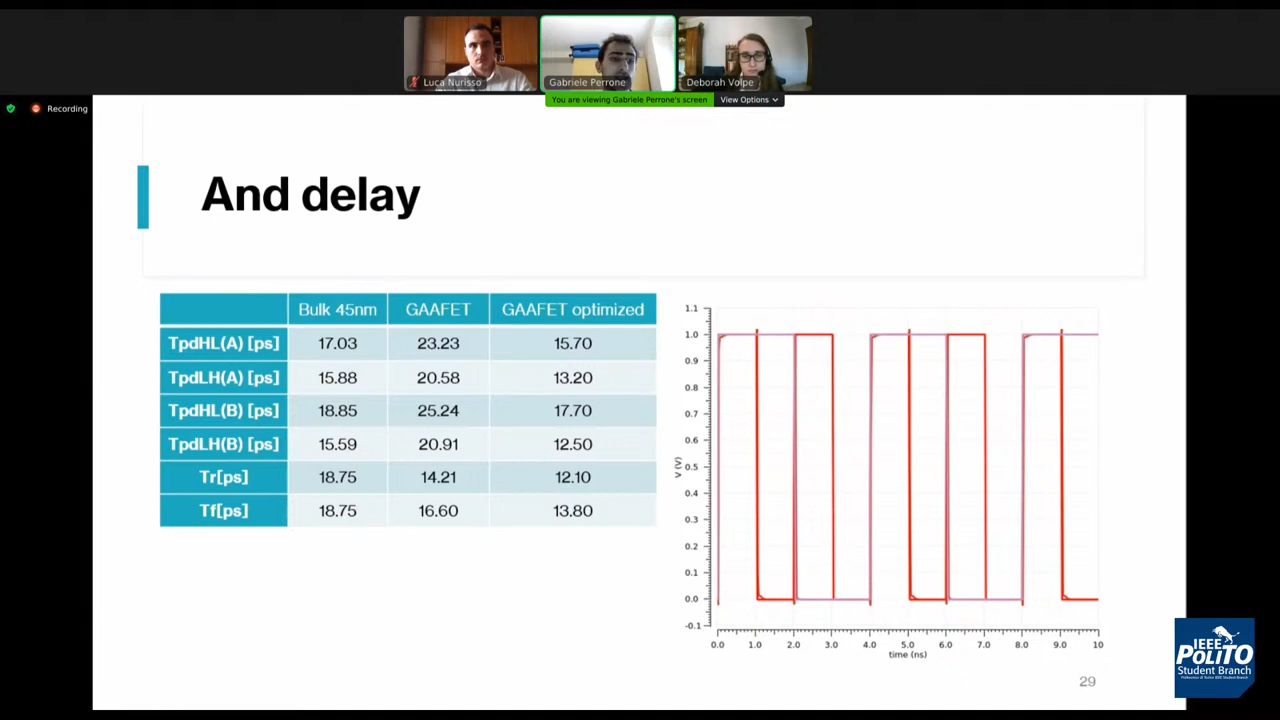 Luca Nurisso
Gabriele Perrone
Deborah Volpe
You are viewing Gabriele Perrone's screen
View Options
Recording
And delay
Bulk 45nm GAAFET GAAFET optimized
TpdHL(A) [ps] 17.03 23.23 15.70
TpdLH(A) [ps] 15.88 20.58 13.20
TpdHL(B) [ps] 18.85 25.24 17.70
TpdLH(B) [ps] 15.59 20.91 12.50
Tr[ps] 18.75 14.21 12.10
Tf[ps] 18.75 16.60 13.80
1.1
1.0
0.9
0.8
0.7
0.6
0.5
0.4
0.3
0.2
0.1
0.0
-0.1
V (V)
0.0 1.0 2.0 3.0 4.0 5.0 6.0 7.0 8.0 9.0 10
time (ns)
29
IEEE
POLITO
Student Branch
Politecnico di Torino IEEE Student Branch